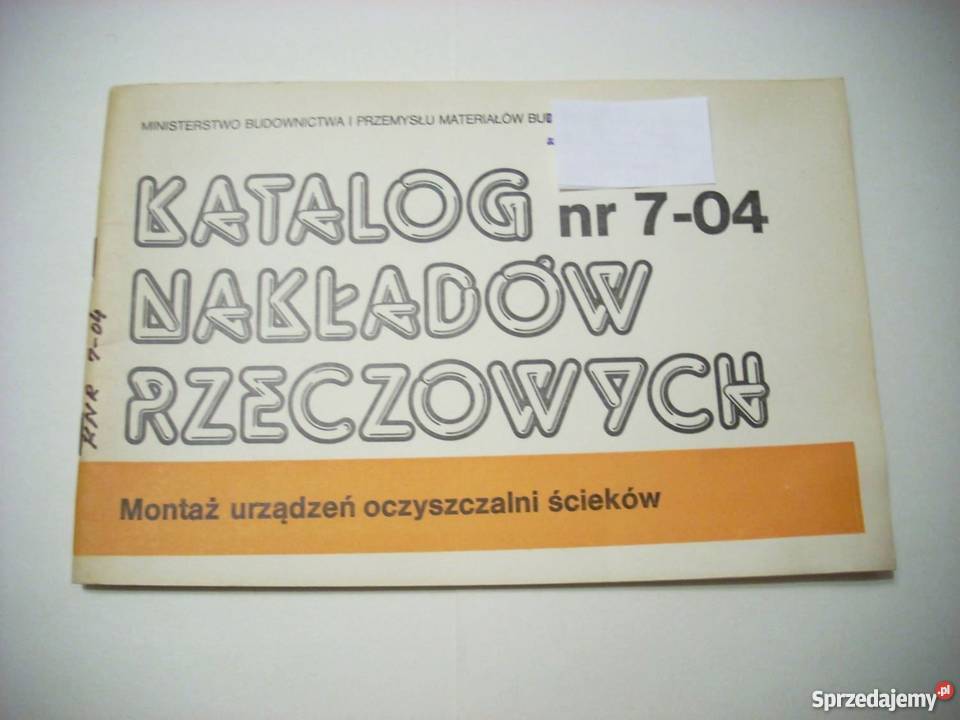 MINISTERSTWO BUDOWNICTWA I PRZEMYSŁU MATERIAŁÓW
KATALOG nr 7-04
NAKŁADÓW
RZECZOWYCH
Montaż urządzeń oczyszczalni ścieków
KNR 7-04
Sprzedajemy.pl